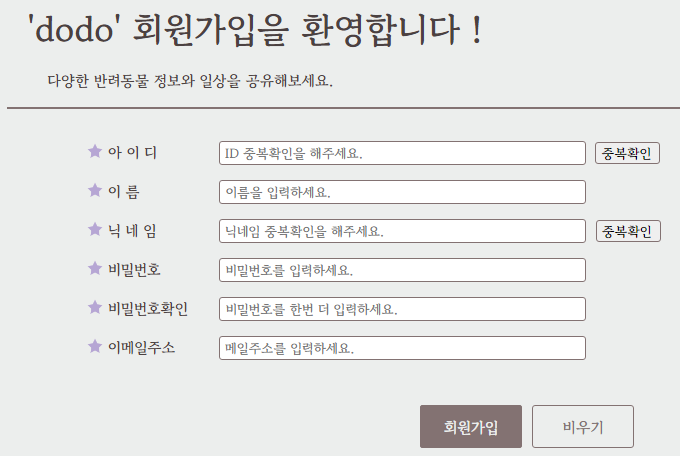 'dodo' 회원가입을 환영합니다 !
다양한 반려동물 정보와 일상을 공유해보세요.
아 이 디 ID 중복확인을 해주세요. 중복확인
이 름 이름을 입력하세요.
닉 네 임 닉네임 중복확인을 해주세요. 중복확인
비밀번호 비밀번호를 입력하세요.
비밀번호확인 비밀번호를 한번 더 입력하세요.
이메일주소 메일주소를 입력하세요.
회원가입 비우기